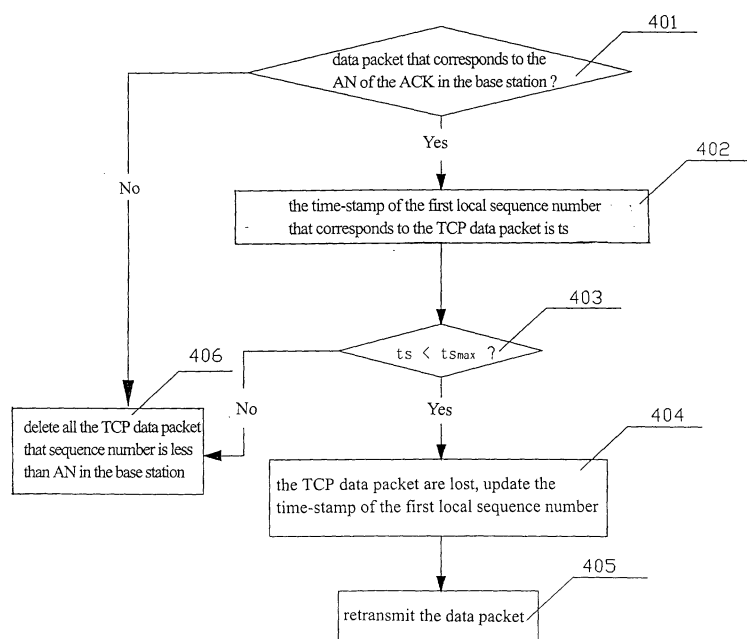 401
data packet that corresponds to the
AN of the ACK in the base station ?
Yes
No
402
the time-stamp of the first local sequence number
that corresponds to the TCP data packet is ts
403
ts < tsmax ?
406
No
Yes
delete all the TCP data packet
that sequence number is less
than AN in the base station
404
the TCP data packet are lost, update the
time-stamp of the first local sequence number
405
retransmit the data packet